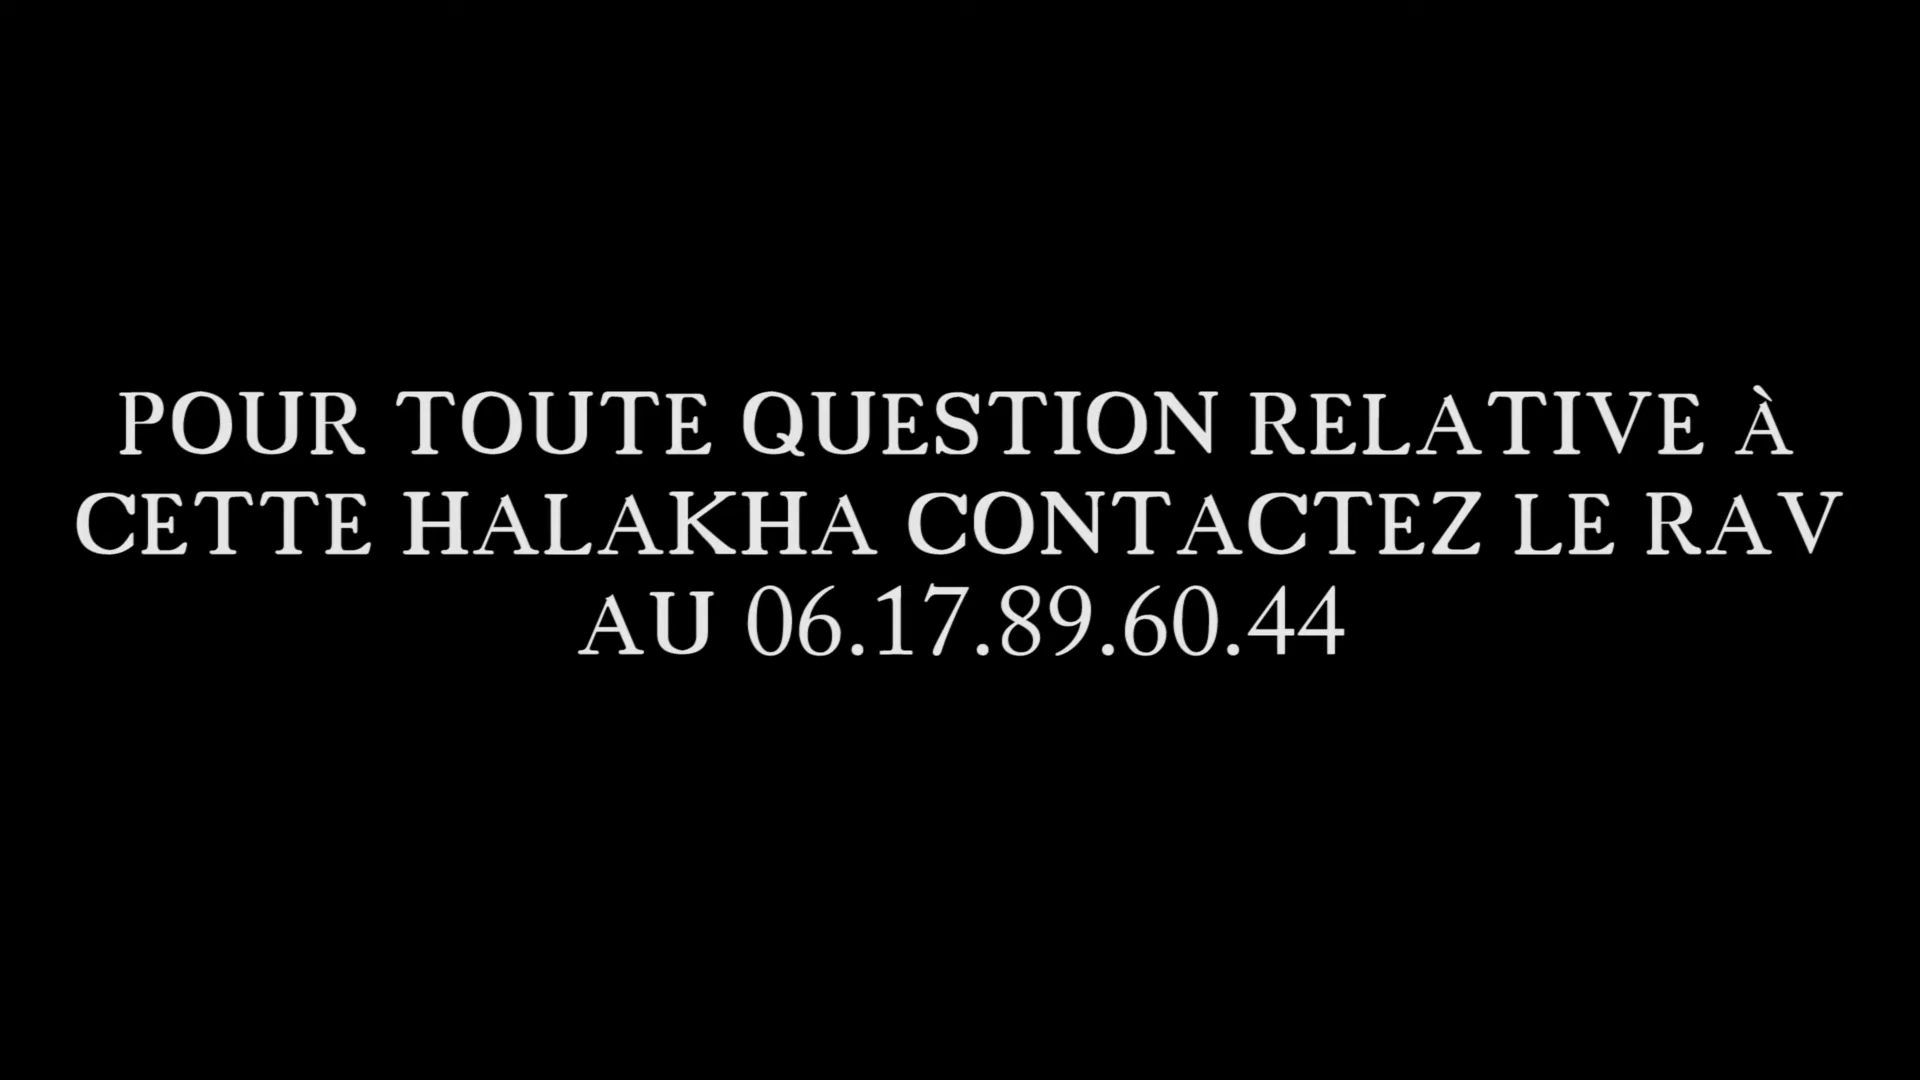 POUR TOUTE QUESTION RELATIVE À
CETTE HALAKHA CONTACTEZ LE RAV
AU 06.17.89.60.44